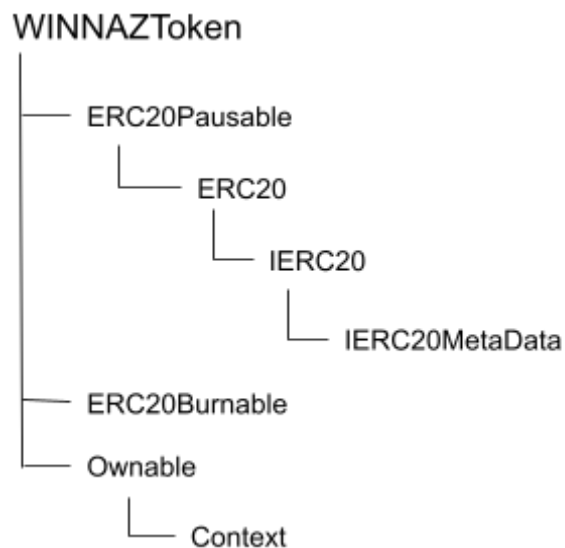 WINNAZToken
ERC20Pausable
ERC20
IERC20
IERC20MetaData
ERC20Burnable
Ownable
Context